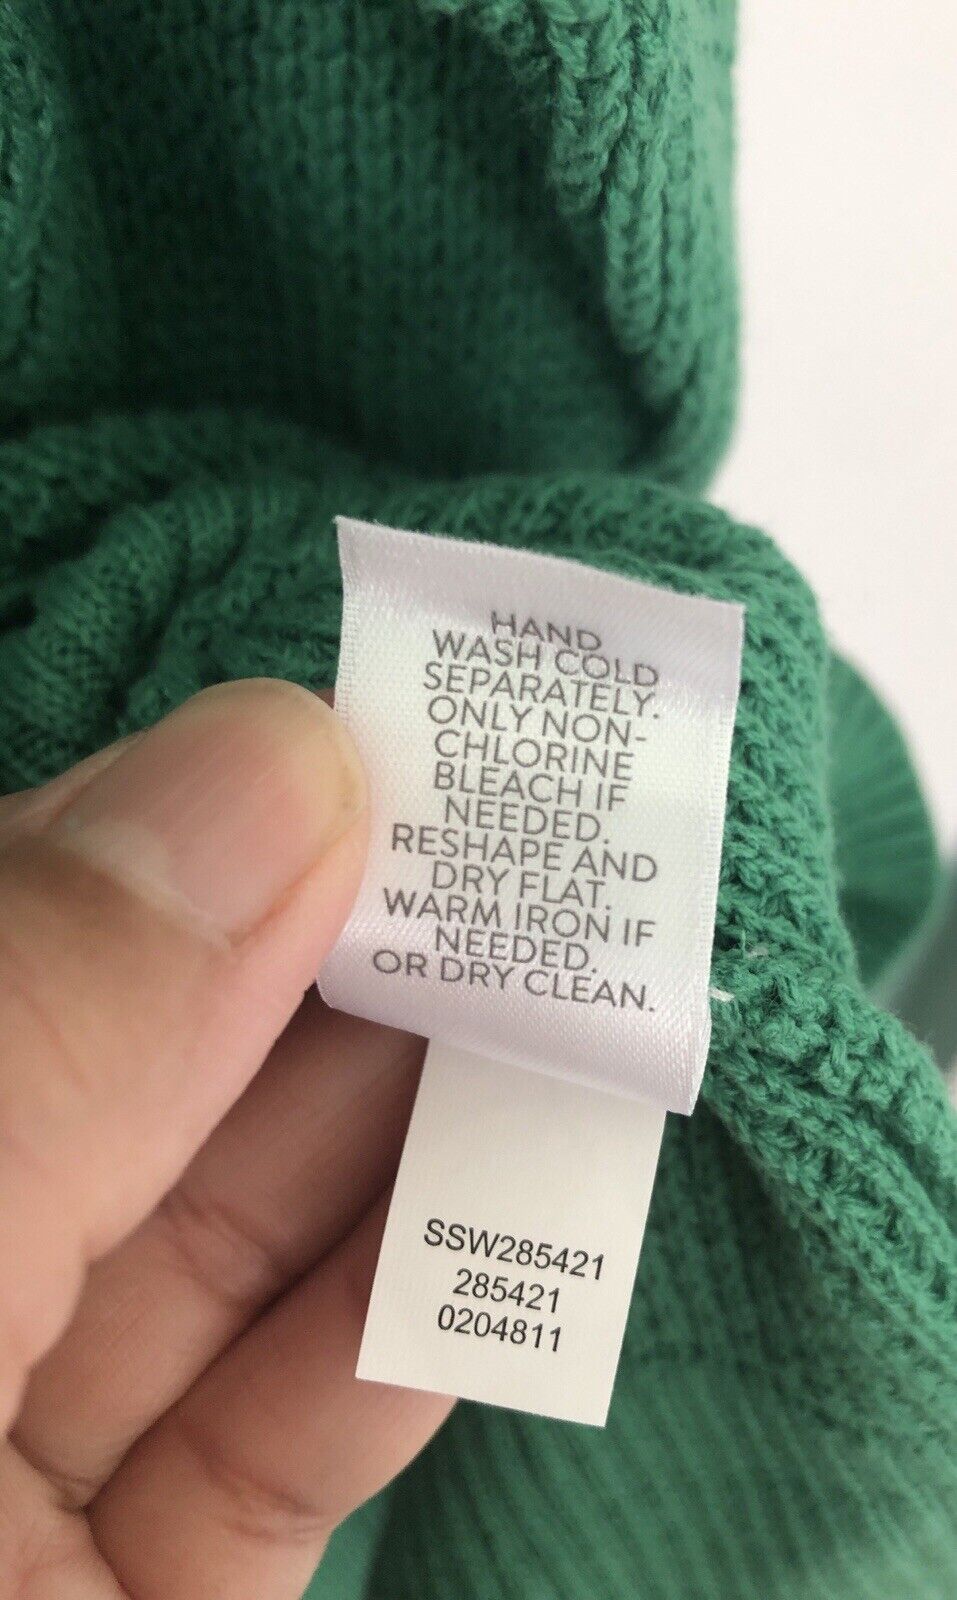 HAND
WASH COLD
SEPARATELY.
ONLY NON-
CHLORINE
BLEACH IF
NEEDED.
RESHAPE AND
DRY FLAT.
WARM IRON IF
NEEDED.
OR DRY CLEAN.
SSW285421
285421
0204811